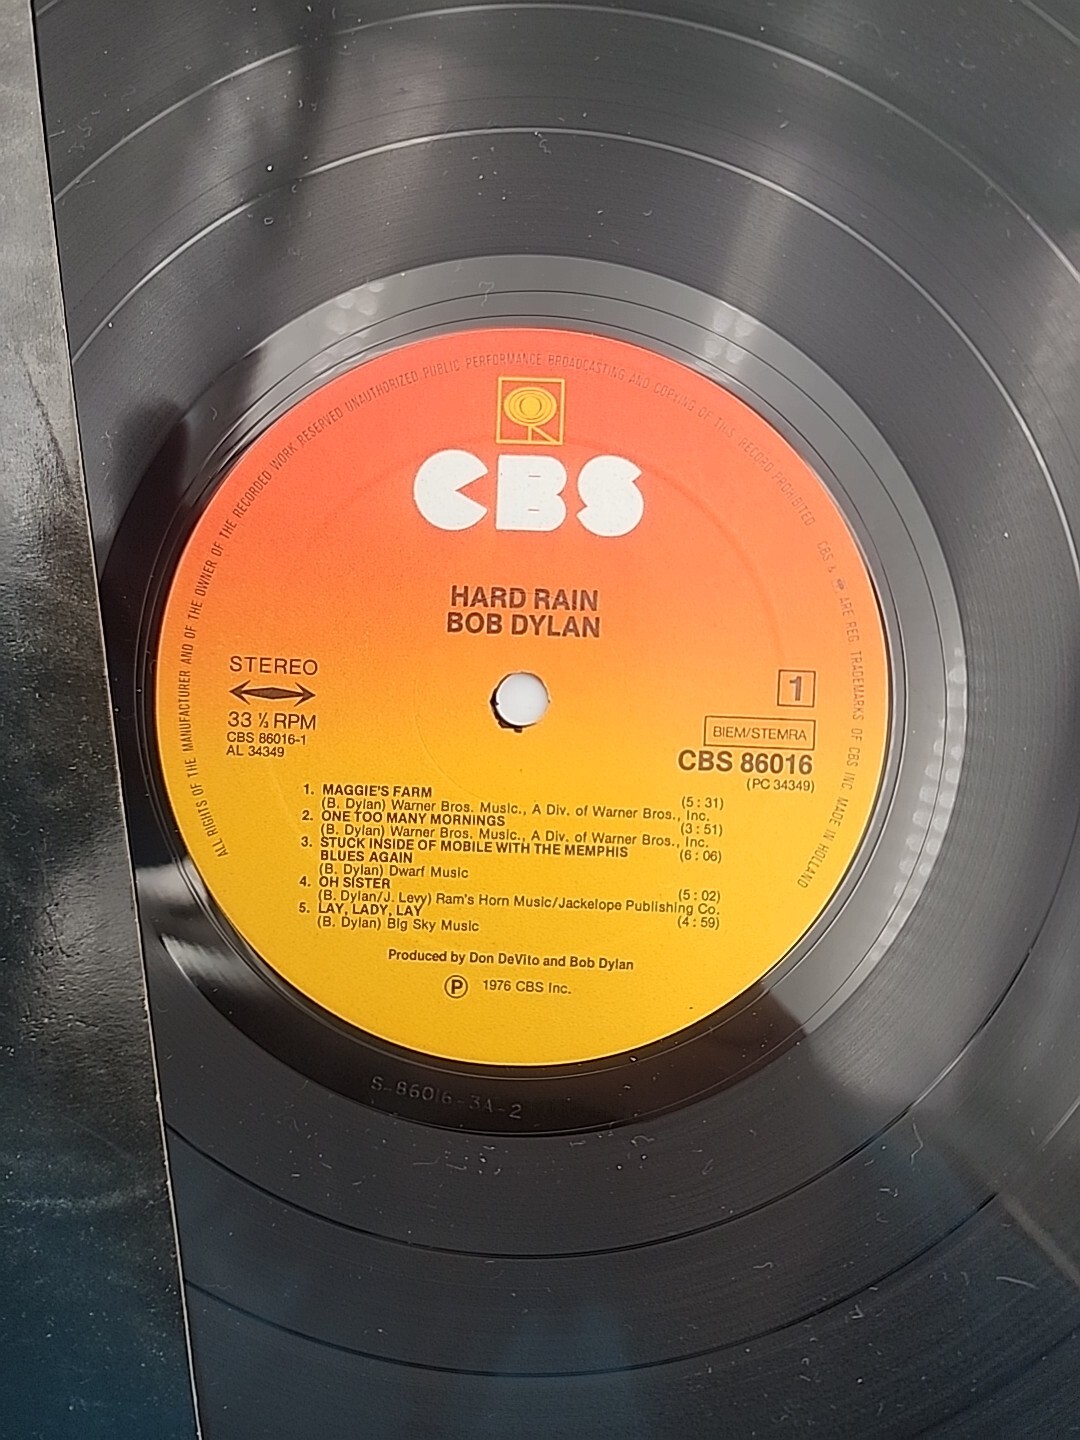 ALL RIGHTS OF THE MANUFACTURER AND OF THE OWNER OF THE RECORDED WORK RESERVED UNAUTHORIZED PUBLIC PERFORMANCE BROADCASTING AND COPYING OF THIS RECORD PROHIBITED CBS & ARE REG. TRADEMARKS OF CBS INC MADE IN HOLLAND
CBS
HARD RAIN
BOB DYLAN
STEREO
33 ⅓ RPM
CBS 86016-1
AL 34349
1
BIEM/STEMRA
CBS 86016
(PC 34349)
1. MAGGIE'S FARM (5:31)
(B. Dylan) Warner Bros. Music., A Div. of Warner Bros., Inc.
2. ONE TOO MANY MORNINGS (3:51)
(B. Dylan) Warner Bros. Music., A Div. of Warner Bros., Inc.
3. STUCK INSIDE OF MOBILE WITH THE MEMPHIS (6:06)
BLUES AGAIN
(B. Dylan) Dwarf Music
4. OH SISTER (5:02)
(B. Dylan/J. Levy) Ram's Horn Music/Jackelope Publishing Co.
5. LAY, LADY, LAY (4:59)
(B. Dylan) Big Sky Music
Produced by Don DeVito and Bob Dylan
Ⓟ 1976 CBS Inc.
S-86016-3A-2